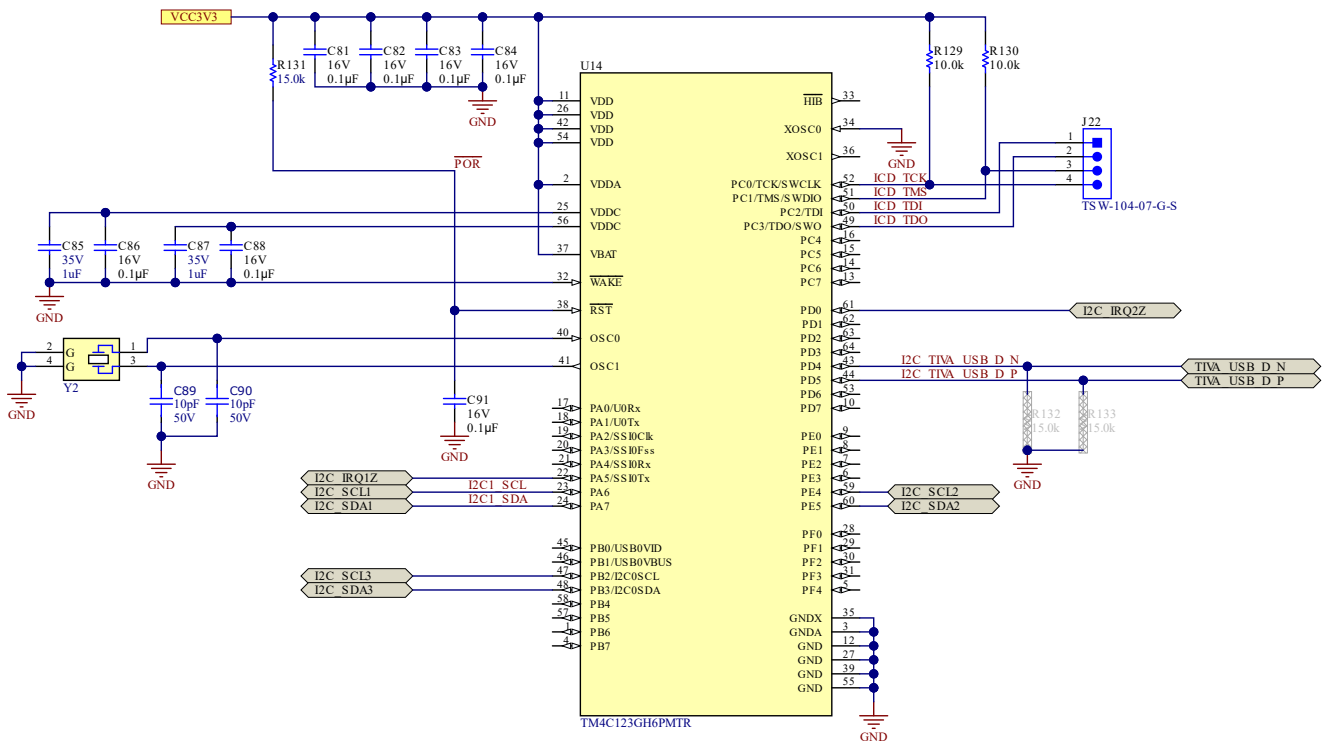 VCC3V3
R131
15.0k
C81
16V
0.1µF
C82
16V
0.1µF
C83
16V
0.1µF
C84
16V
0.1µF
GND
POR
R129
10.0k
R130
10.0k
U14
11 VDD
26 VDD
42 VDD
54 VDD
2 VDDA
25 VDDC
56 VDDC
37 VBAT
32 WAKE
38 RST
40 OSC0
41 OSC1
17 PA0/U0Rx
18 PA1/U0Tx
19 PA2/SSI0Clk
20 PA3/SSI0Fss
21 PA4/SSI0Rx
22 PA5/SSI0Tx
23 PA6
24 PA7
45 PB0/USB0VID
46 PB1/USB0VBUS
47 PB2/I2C0SCL
48 PB3/I2C0SDA
58 PB4
57 PB5
1 PB6
4 PB7
HIB 33
XOSC0 34
XOSC1 36
PC0/TCK/SWCLK 52
PC1/TMS/SWDIO 51
PC2/TDI 50
PC3/TDO/SWO 49
PC4 16
PC5 15
PC6 14
PC7 13
PD0 61
PD1 62
PD2 63
PD3 64
PD4 43
PD5 44
PD6 53
PD7 10
PE0 9
PE1 8
PE2 7
PE3 6
PE4 59
PE5 60
PF0 28
PF1 29
PF2 30
PF3 31
PF4 5
GNDX 35
GNDA 3
GND 12
GND 27
GND 39
GND 55
TM4C123GH6PMTR
GND
GND
ICD_TCK
ICD_TMS
ICD_TDI
ICD_TDO
J22
1
2
3
4
TSW-104-07-G-S
C85
35V
1uF
C86
16V
0.1µF
C87
35V
1uF
C88
16V
0.1µF
GND
2 G 1
4 G 3
Y2
GND
C89
10pF
50V
C90
10pF
50V
GND
C91
16V
0.1µF
GND
I2C_IRQ1Z
I2C_SCL1 I2C1_SCL
I2C_SDA1 I2C1_SDA
I2C_SCL3
I2C_SDA3
I2C_IRQ2Z
I2C_TIVA_USB_D_N TIVA_USB_D_N
I2C_TIVA_USB_D_P TIVA_USB_D_P
R132
15.0k
R133
15.0k
GND
I2C_SCL2
I2C_SDA2